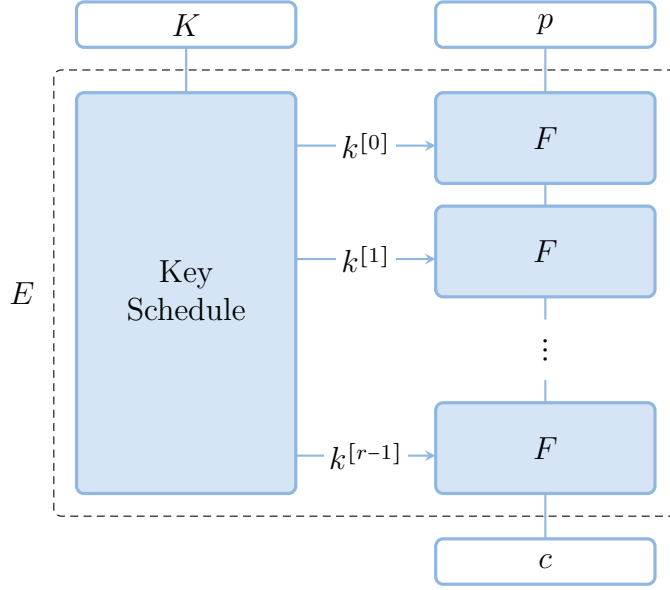 K
p
k^{[0]}
F
k^{[1]}
F
Key
Schedule
E
⋮
k^{[r-1]}
F
c